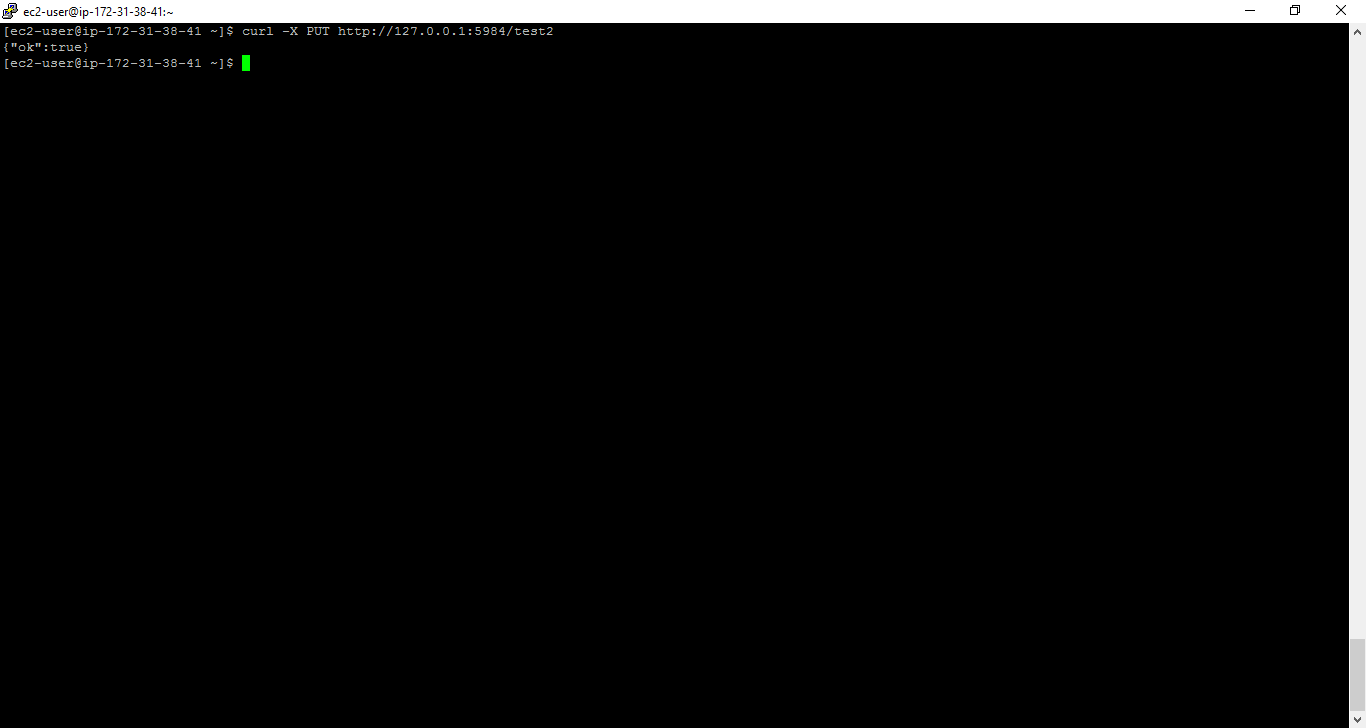 ec2-user@ip-172-31-38-41:~
[ec2-user@ip-172-31-38-41 ~]$ curl -X PUT http://127.0.0.1:5984/test2
{"ok":true}
[ec2-user@ip-172-31-38-41 ~]$